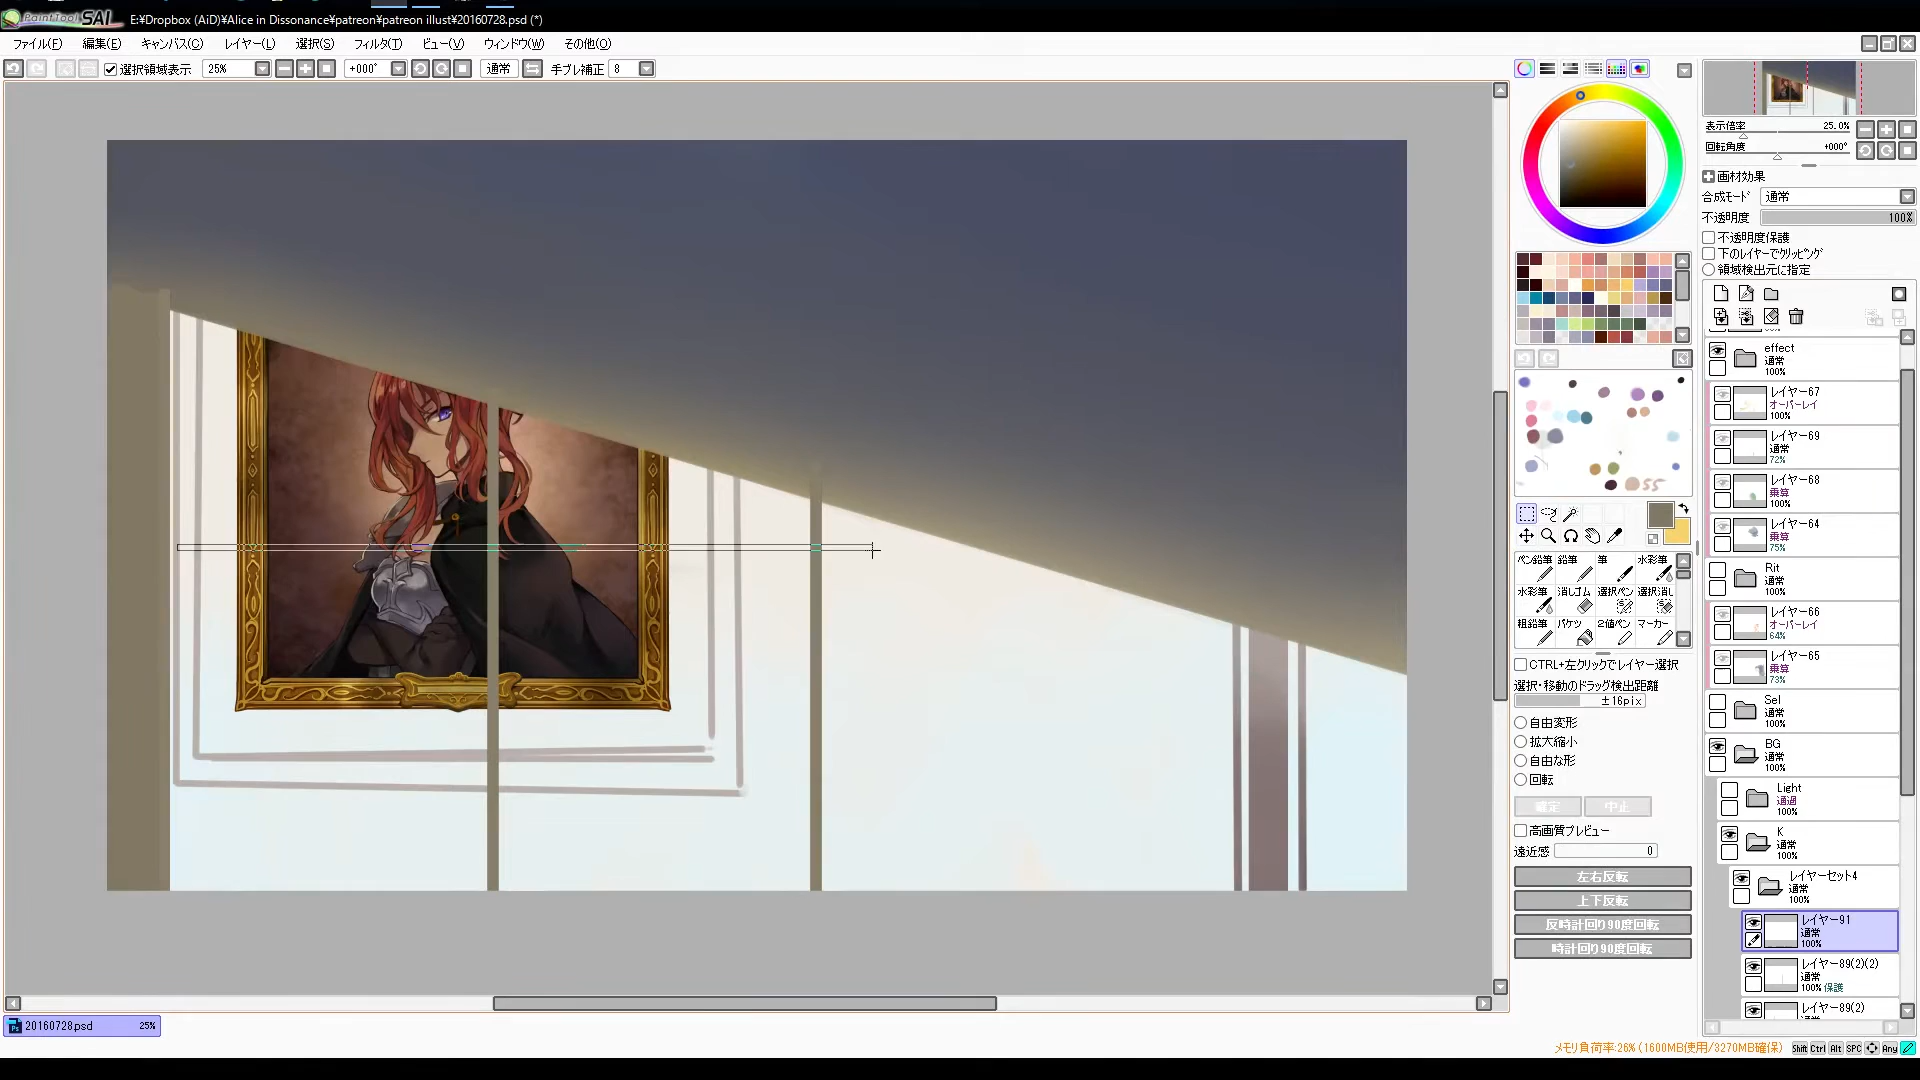 PaintTool SAI E:¥Dropbox (AiD)¥Alice in Dissonance¥patreon¥patreon illust¥20160728.psd (*)
ファイル(F) 編集(E) キャンバス(C) レイヤー(L) 選択(S) フィルタ(T) ビュー(V) ウィンドウ(W) その他(O)
選択領域表示 25% +000° 通常 手ブレ補正 8
表示倍率 25.0%
回転角度 +000°
画材効果
合成モード 通常
不透明度 100%
不透明度保護
下のレイヤーでクリッピング
領域検出元に指定
effect
通常
100%
レイヤー67
オーバーレイ
100%
レイヤー69
通常
72%
レイヤー68
乗算
100%
レイヤー64
乗算
75%
Rit
通常
100%
レイヤー66
オーバーレイ
64%
レイヤー65
乗算
73%
Sel
通常
100%
BG
通常
100%
Light
通過
100%
K
通常
100%
レイヤーセット4
通常
100%
レイヤー91
通常
100%
レイヤー89(2)(2)
通常
100% 保護
レイヤー89(2)
ペン鉛筆 鉛筆 筆 水彩筆
水彩筆 消しゴム 選択ペン 選択消し
粗鉛筆 バケツ 2値ペン マーカー
CTRL+左クリックでレイヤー選択
選択・移動のドラッグ検出距離
±16pix
自由変形
拡大縮小
自由な形
回転
確定 中止
高画質プレビュー
遠近感 0
左右反転
上下反転
反時計回り90度回転
時計回り90度回転
20160728.psd 25%
メモリ負荷率:26% (1600MB使用/3270MB確保) Shift Ctrl Alt SPC Any